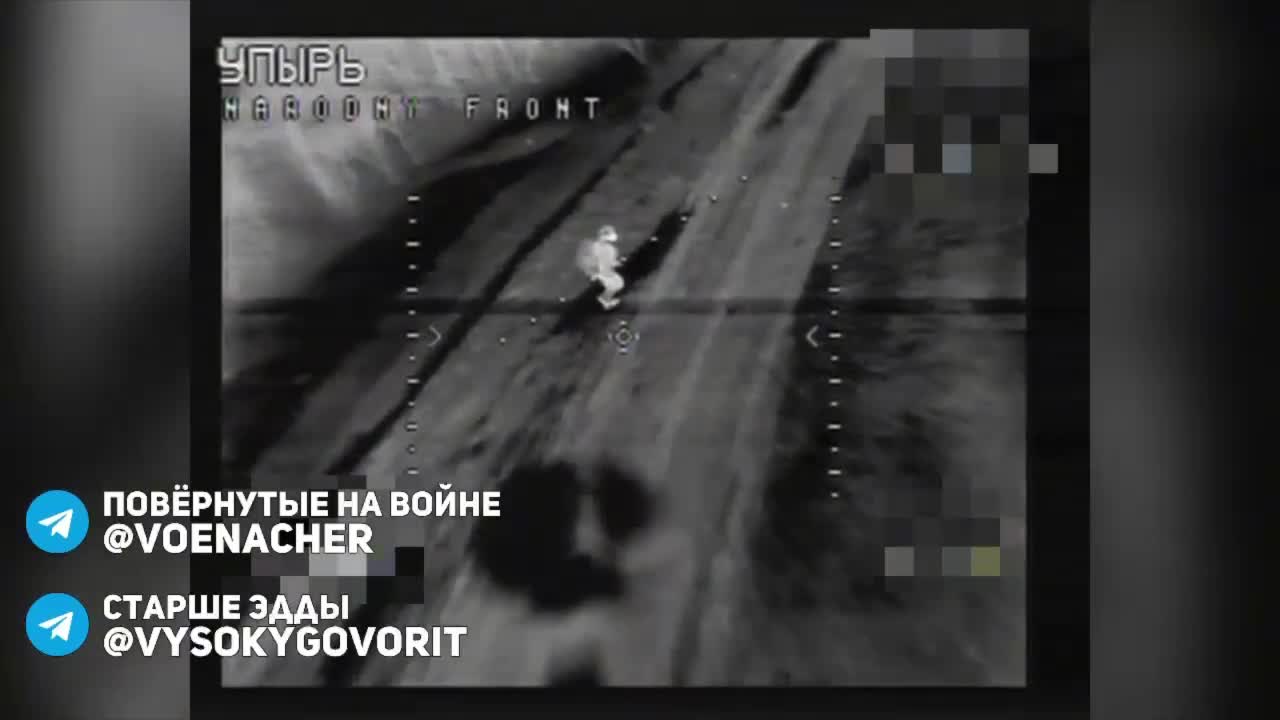 УПЫРЬ
NARODNY FRONT
ПОВЁРНУТЫЕ НА ВОЙНЕ
@VOENACHER
СТАРШЕ ЭДДЫ
@VYSOKYGOVORIT